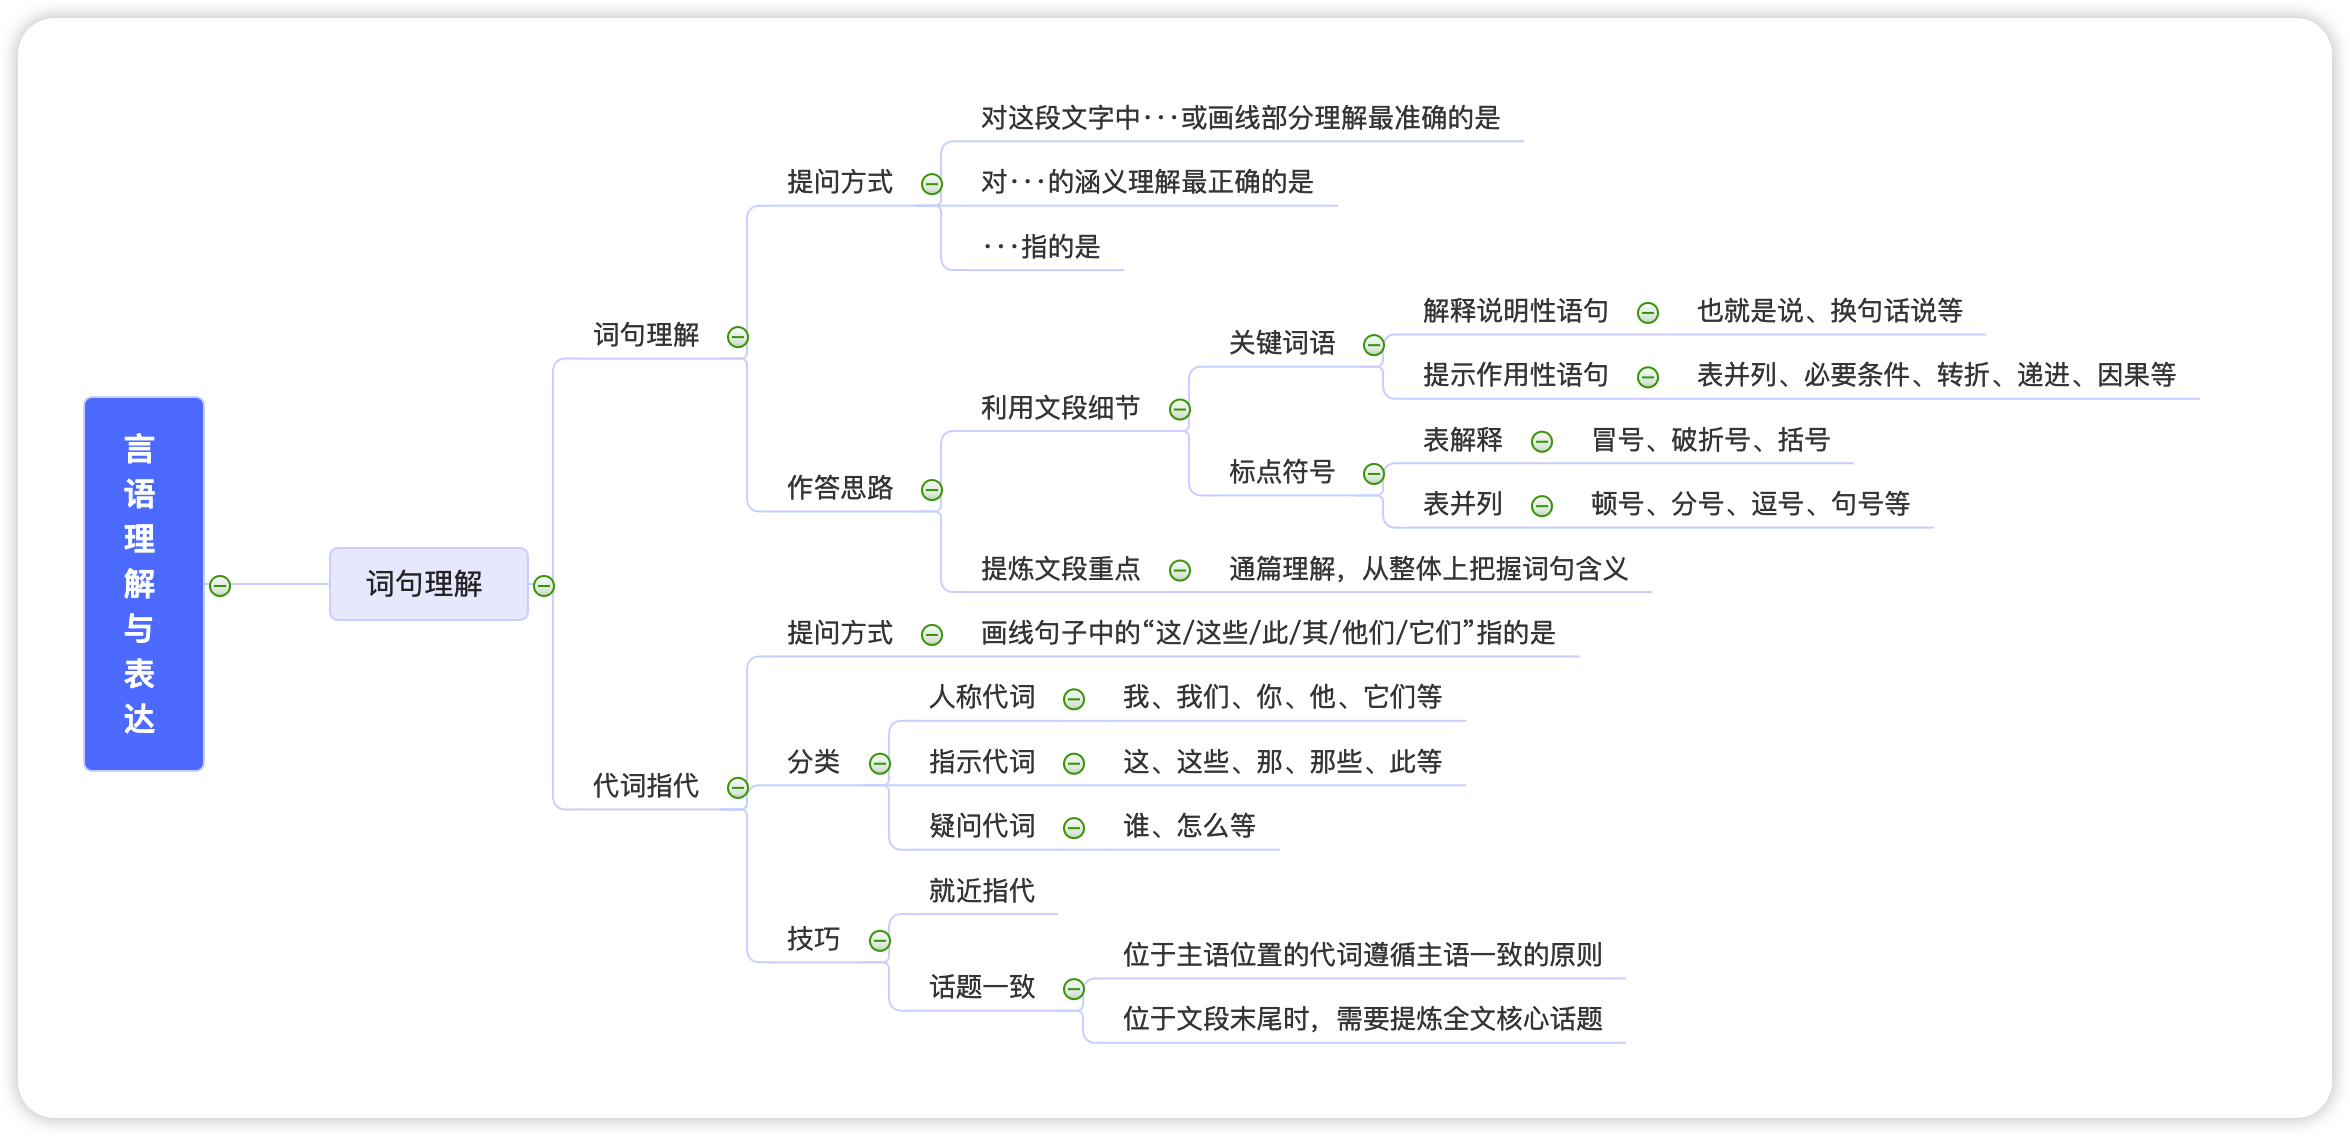 言语理解与表达
词句理解
词句理解
提问方式
对这段文字中···或画线部分理解最准确的是
对···的涵义理解最正确的是
···指的是
作答思路
利用文段细节
关键词语
解释说明性语句
也就是说、换句话说等
提示作用性语句
表并列、必要条件、转折、递进、因果等
标点符号
表解释
冒号、破折号、括号
表并列
顿号、分号、逗号、句号等
提炼文段重点
通篇理解，从整体上把握词句含义
代词指代
提问方式
画线句子中的“这/这些/此/其/他们/它们”指的是
分类
人称代词
我、我们、你、他、它们等
指示代词
这、这些、那、那些、此等
疑问代词
谁、怎么等
技巧
就近指代
话题一致
位于主语位置的代词遵循主语一致的原则
位于文段末尾时，需要提炼全文核心话题